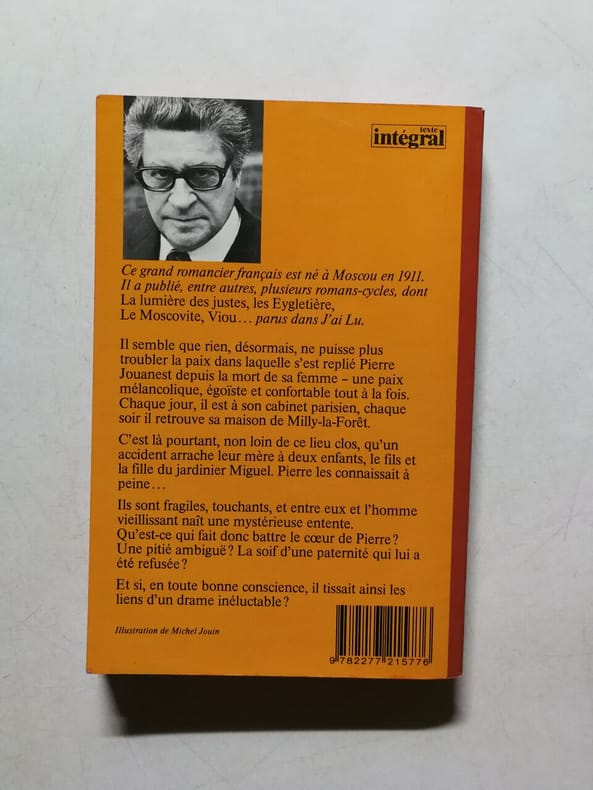 texte
intégral
Ce grand romancier français est né à Moscou en 1911.
Il a publié, entre autres, plusieurs romans-cycles, dont
La lumière des justes, les Eygletière,
Le Moscovite, Viou... parus dans J'ai Lu.
Il semble que rien, désormais, ne puisse plus
troubler la paix dans laquelle s'est replié Pierre
Jouanest depuis la mort de sa femme – une paix
mélancolique, égoïste et confortable tout à la fois.
Chaque jour, il est à son cabinet parisien, chaque
soir il retrouve sa maison de Milly-la-Forêt.
C'est là pourtant, non loin de ce lieu clos, qu'un
accident arrache leur mère à deux enfants, le fils et
la fille du jardinier Miguel. Pierre les connaissait à
peine...
Ils sont fragiles, touchants, et entre eux et l'homme
vieillissant naît une mystérieuse entente.
Qu'est-ce qui fait donc battre le cœur de Pierre?
Une pitié ambiguë? La soif d'une paternité qui lui a
été refusée?
Et si, en toute bonne conscience, il tissait ainsi les
liens d'un drame inéluctable?
Illustration de Michel Jouin
9 782277 215776